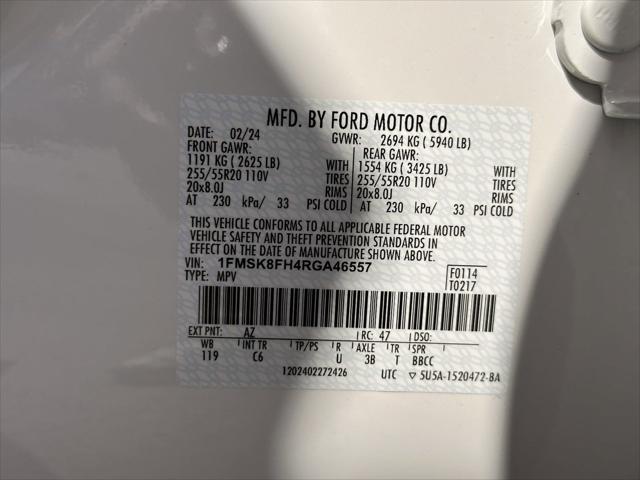 MFD. BY FORD MOTOR CO.
DATE: 02/24 GVWR: 2694 KG ( 5940 LB)
FRONT GAWR: REAR GAWR:
1191 KG ( 2625 LB) WITH 1554 KG ( 3425 LB) WITH
255/55R20 110V TIRES 255/55R20 110V TIRES
20x8.0J RIMS 20x8.0J RIMS
AT 230 kPa/ 33 PSI COLD AT 230 kPa/ 33 PSI COLD
THIS VEHICLE CONFORMS TO ALL APPLICABLE FEDERAL MOTOR
VEHICLE SAFETY AND THEFT PREVENTION STANDARDS IN
EFFECT ON THE DATE OF MANUFACTURE SHOWN ABOVE.
VIN: 1FMSK8FH4RGA46557 F0114
TYPE: MPV T0217
EXT PNT: AZ RC: 47 DSO:
WB INT TR TP/PS R AXLE TR SPR
119 C6 U 3B T BBCC
1202402272426 UTC ▽ 5U5A-1520472-BA